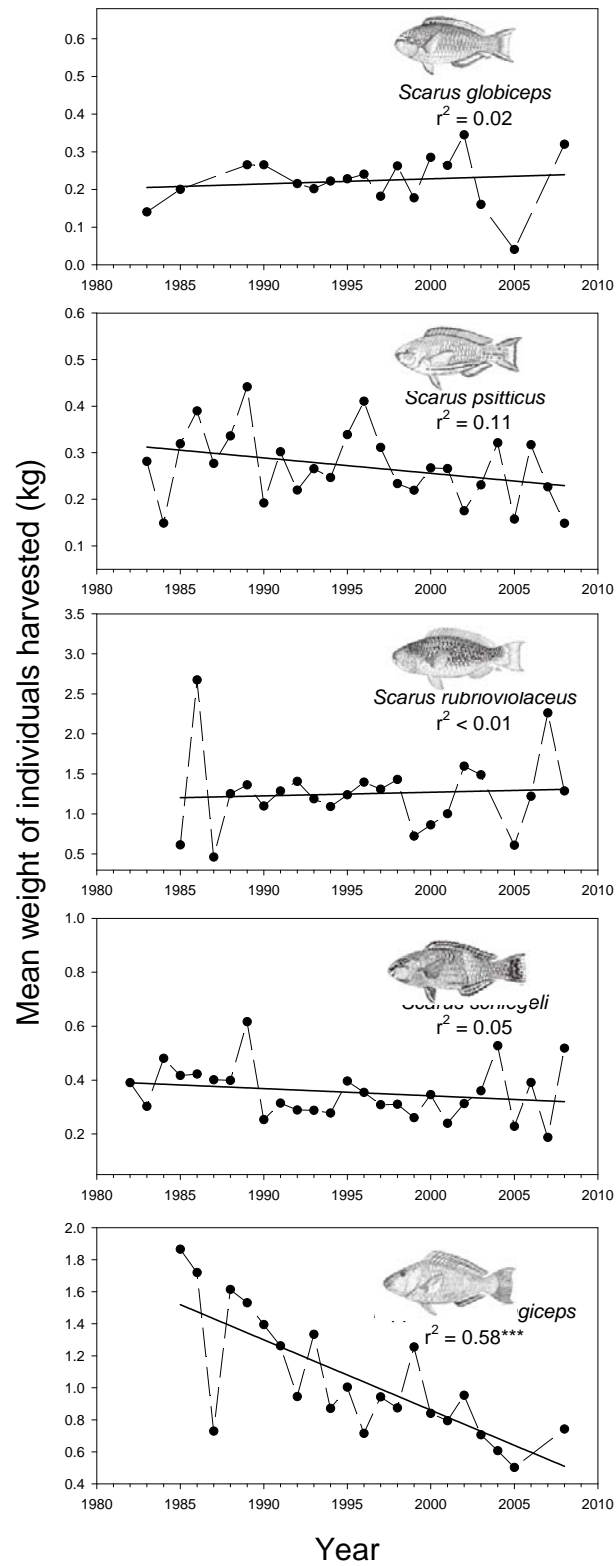 Mean weight of individuals harvested (kg)
0.6
0.5
0.4
0.3
0.2
0.1
0.0
Scarus globiceps
r² = 0.02
1980 1985 1990 1995 2000 2005 2010
0.6
0.5
0.4
0.3
0.2
0.1
Scarus psitticus
r² = 0.11
1980 1985 1990 1995 2000 2005 2010
3.5
3.0
2.5
2.0
1.5
1.0
0.5
Scarus rubrioviolaceus
r² < 0.01
1980 1985 1990 1995 2000 2005 2010
1.0
0.8
0.6
0.4
0.2
r² = 0.05
1980 1985 1990 1995 2000 2005 2010
2.0
1.8
1.6
1.4
1.2
1.0
0.8
0.6
0.4
giceps
r² = 0.58***
1980 1985 1990 1995 2000 2005 2010
Year